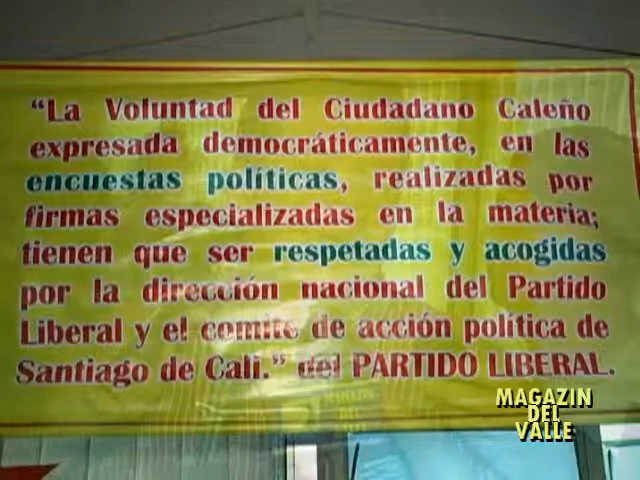 “La Voluntad del Ciudadano Caleño
expresada democráticamente, en las
encuestas políticas, realizadas por
firmas especializadas en la materia;
tienen que ser respetadas y acogidas
por la dirección nacional del Partido
Liberal y el comite de acción política de
Santiago de Cali.” del PARTIDO LIBERAL.
MAGAZIN
DEL
VALLE